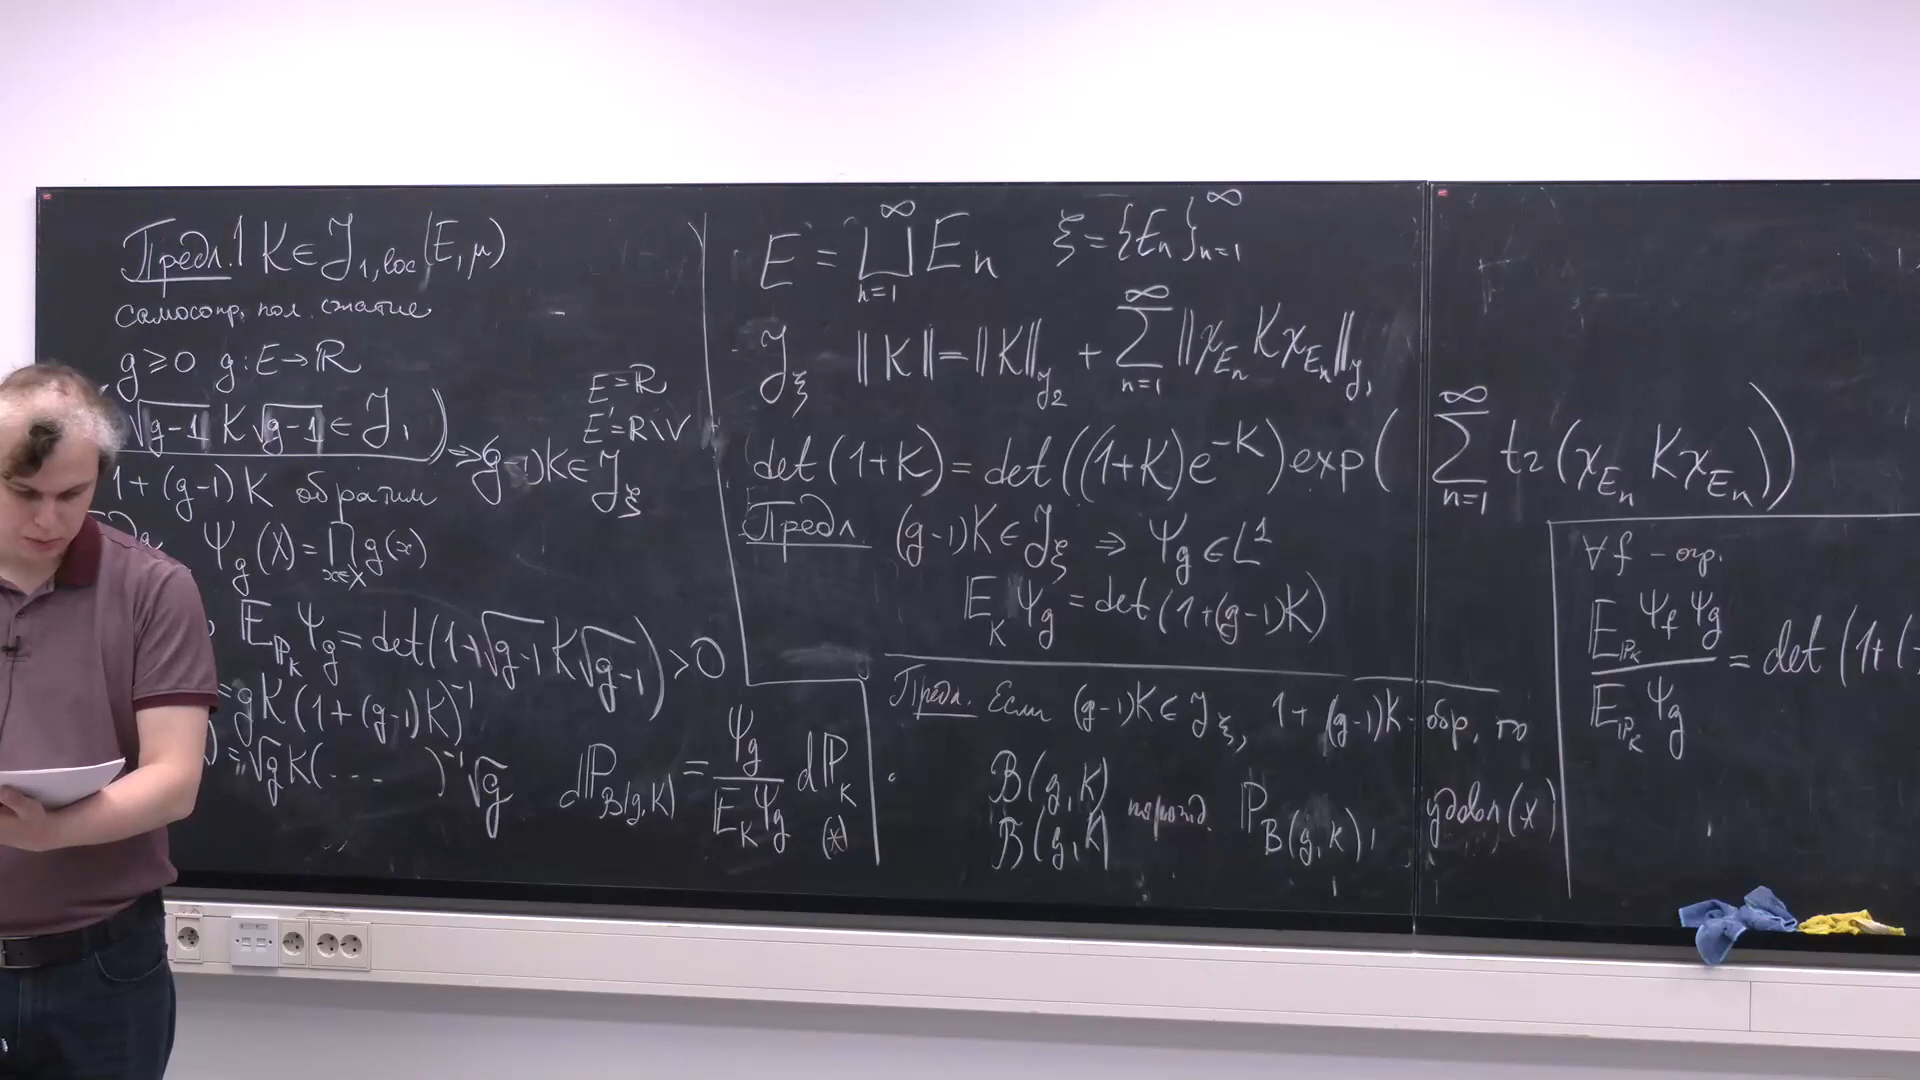 Предл. 1 K ∈ 𝒥_{1,loc}(E, μ)
самосопр. пол. сжатие
g ≥ 0 g: E → ℝ
√(g-1) K √(g-1) ∈ 𝒥_1 ) ⇒ (g-1)K ∈ 𝒥_ξ
E = ℝ
E' = ℝ\V
1 + (g-1)K обратим
Ψ_g(X) = ∏_{x∈X} g(x)
𝔼_{ℙ_K} Ψ_g = det(1+√(g-1) K √(g-1)) > 0
= gK(1+(g-1)K)^{-1}
) = √g K(... )^{-1} √g
dℙ_{B(g,K)} = Ψ_g / 𝔼_K Ψ_g dℙ_K (*)
E = ⊔_{n=1}^∞ E_n ξ = {E_n}_{n=1}^∞
𝒥_ξ ‖K‖ = ‖K‖_{𝒥_2} + ∑_{n=1}^∞ ‖χ_{E_n} K χ_{E_n}‖_{𝒥_1}
det(1+K) = det((1+K)e^{-K}) exp( ∑_{n=1}^∞ tr(χ_{E_n} K χ_{E_n}))
Предл. (g-1)K ∈ 𝒥_ξ ⇒ Ψ_g ∈ L^1
𝔼_K Ψ_g = det(1+(g-1)K)
Предл. Если (g-1)K ∈ 𝒥_ξ, 1 + (g-1)K - обр, то
B(g,K)
B̃(g,K) порожд. ℙ_{B(g,K)}, удовл (*)
∀f - огр.
𝔼_{ℙ_K} Ψ_f Ψ_g / 𝔼_{ℙ_K} Ψ_g = det(1+(